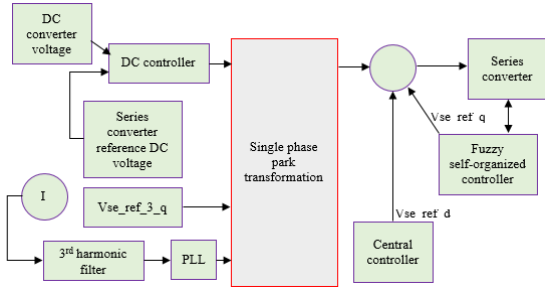 DC
converter
voltage
DC controller
Series
converter
reference DC
voltage
I
Vse_ref_3_q
3rd harmonic
filter
PLL
Single phase
park
transformation
Series
converter
Vse_ref_q
Fuzzy
self-organized
controller
Vse_ref_d
Central
controller